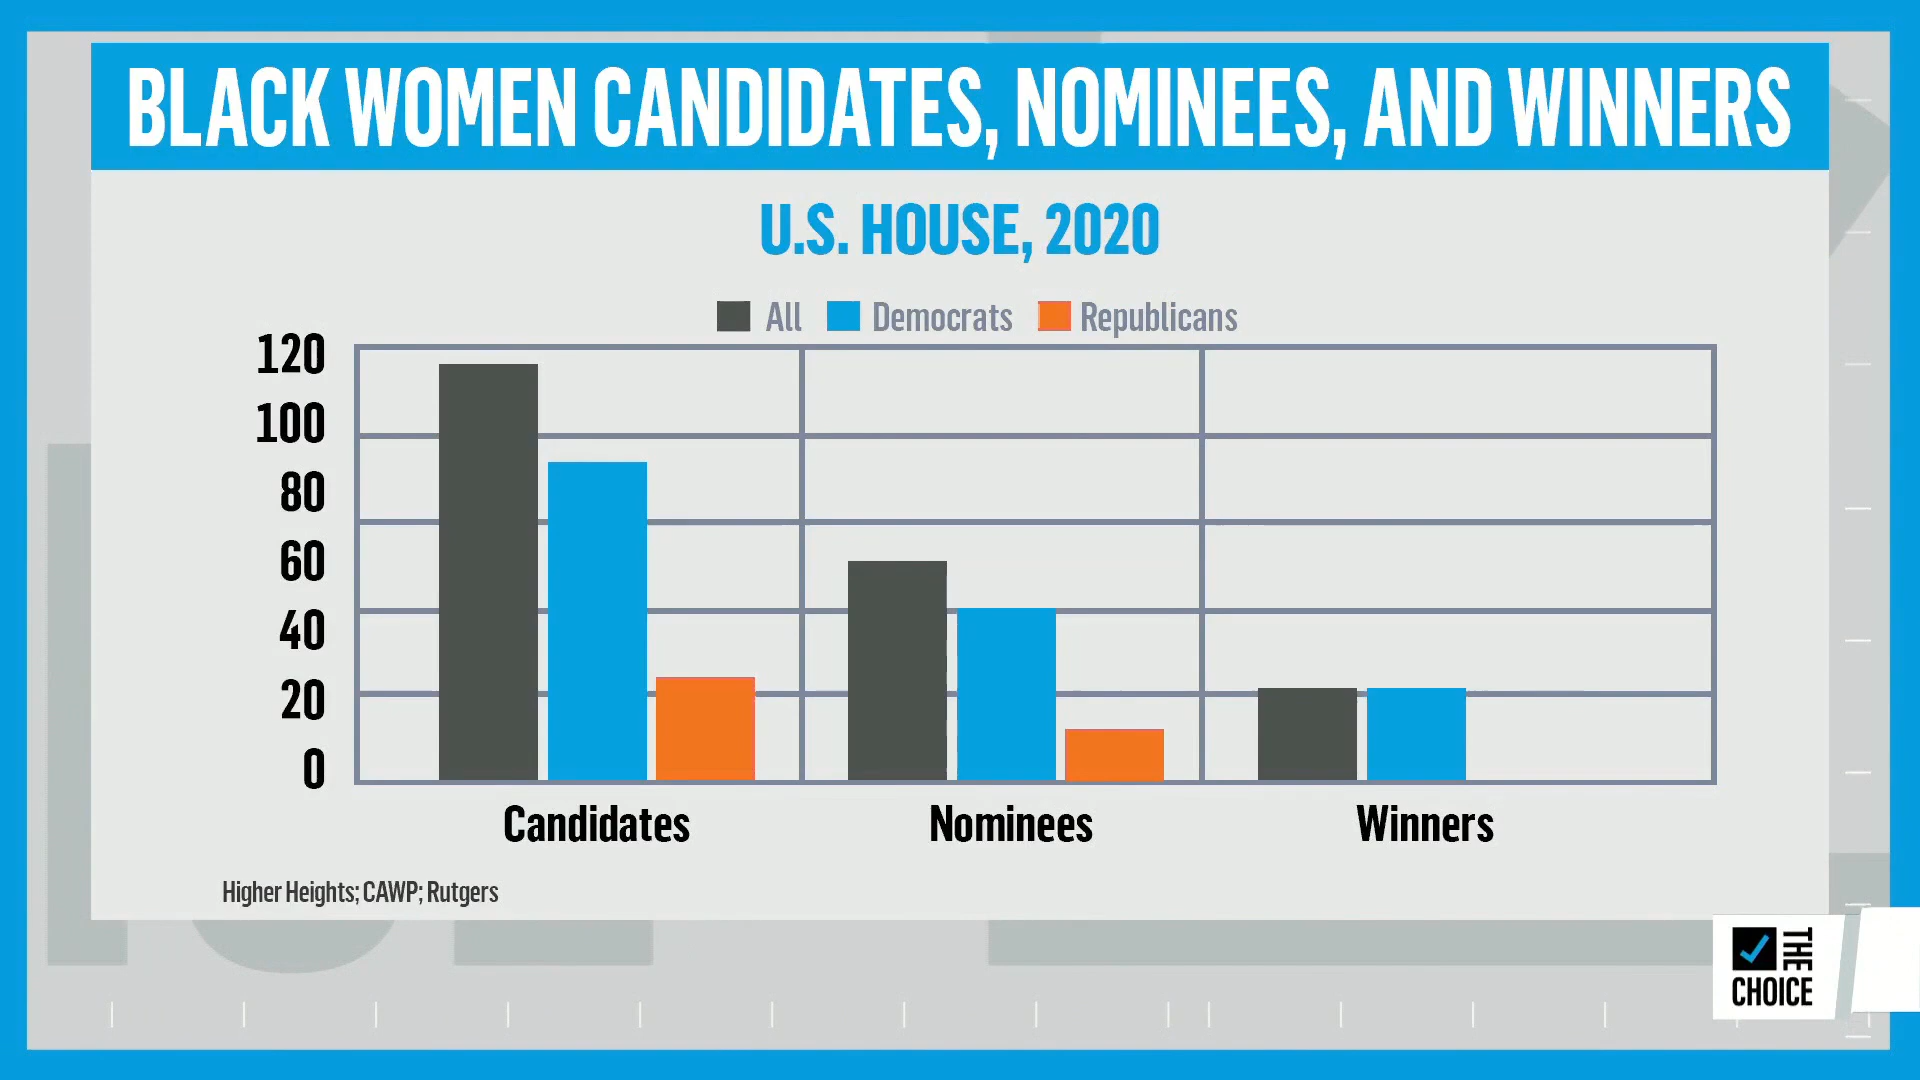 BLACK WOMEN CANDIDATES, NOMINEES, AND WINNERS
U.S. HOUSE, 2020
All Democrats Republicans
120
100
80
60
40
20
0
Candidates Nominees Winners
Higher Heights; CAWP; Rutgers
THE
CHOICE